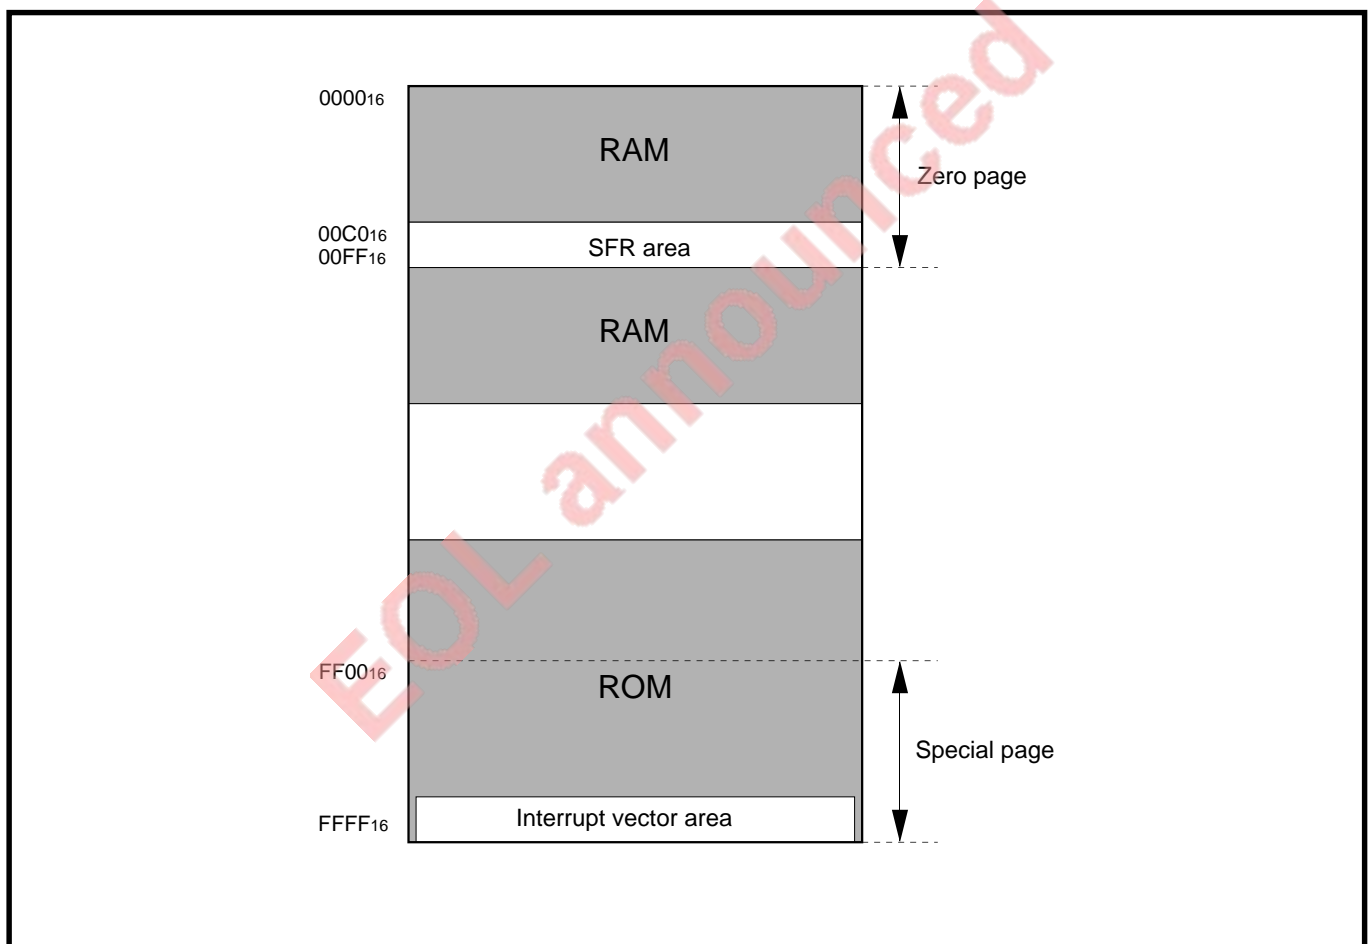 000016
RAM
Zero page
00C016
SFR area
00FF16
RAM
FF0016
ROM
Special page
Interrupt vector area
FFFF16
EOL announced